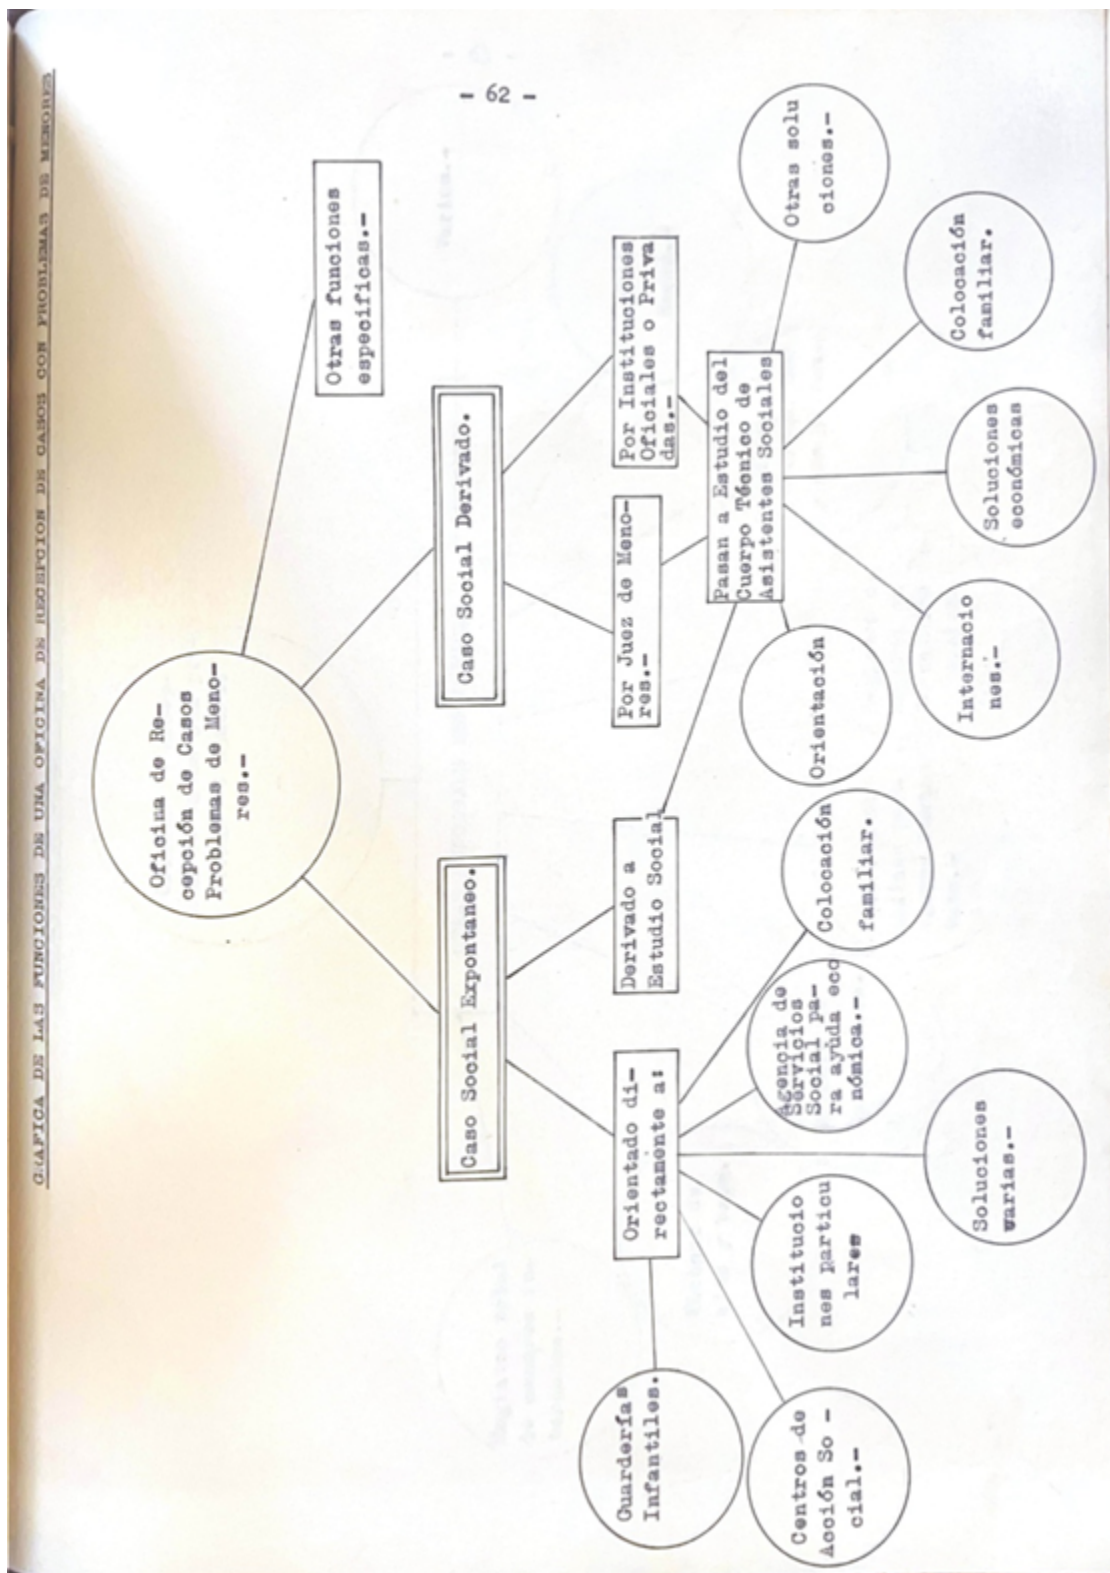 GRAFICA DE LAS FUNCIONES DE UNA OFICINA DE RECEPCION DE CASOS CON PROBLEMAS DE MENORES
- 62 -
Oficina de Re-
cepción de Casos
Problemas de Meno-
res.-
Otras funciones
especificas.-
Caso Social Expontaneo.
Caso Social Derivado.
Orientado di-
rectamente a:
Derivado a
Estudio Social
Por Juez de Meno-
res.-
Por Instituciones
Oficiales o Priva
das.-
Pasan a Estudio del
Cuerpo Técnico de
Asistentes Sociales
Guarderías
Infantiles.
Centros de
Acción So -
cial.-
Institucio
nes particu
lares
Soluciones
varias.-
Agencia de
Servicios
Social pa-
ra ayuda eco
nómica.-
Colocación
familiar.
Orientación
Internacio
nes.-
Soluciones
económicas
Colocación
familiar.
Otras solu
ciones.-